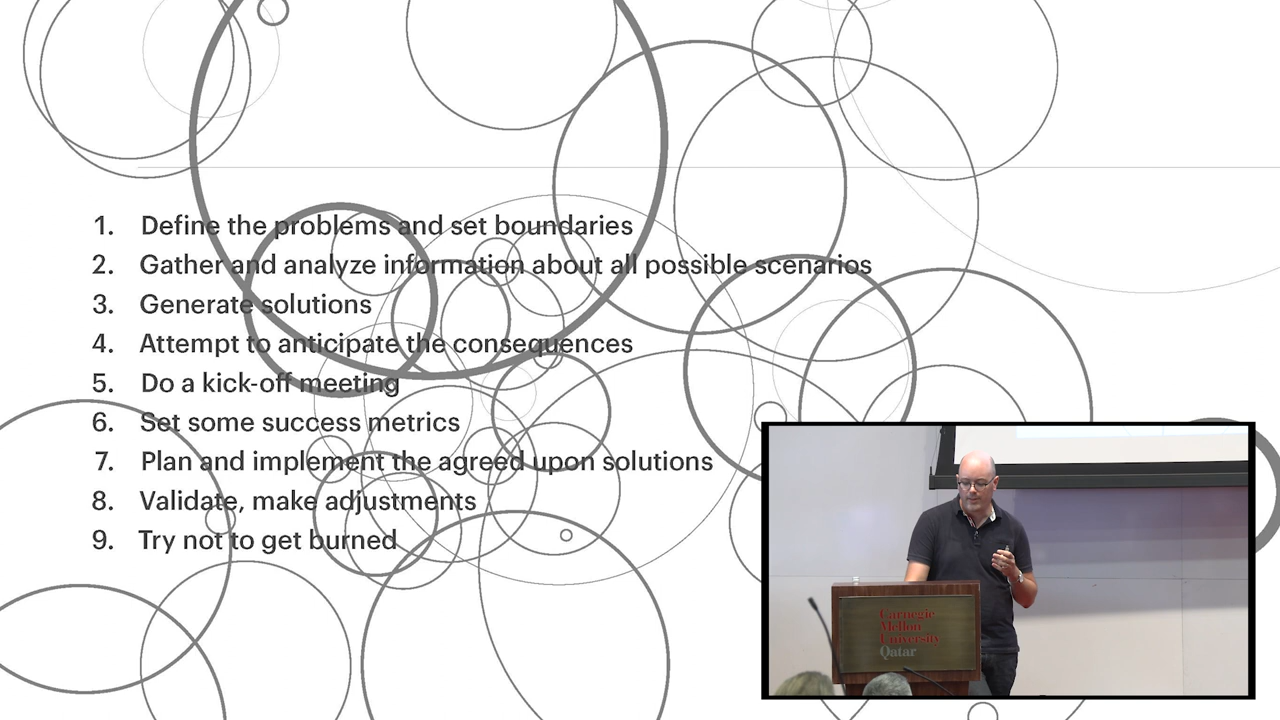 1. Define the problems and set boundaries
2. Gather and analyze information about all possible scenarios
3. Generate solutions
4. Attempt to anticipate the consequences
5. Do a kick-off meeting
6. Set some success metrics
7. Plan and implement the agreed upon solutions
8. Validate, make adjustments
9. Try not to get burned
Carnegie
Mellon
University
Qatar